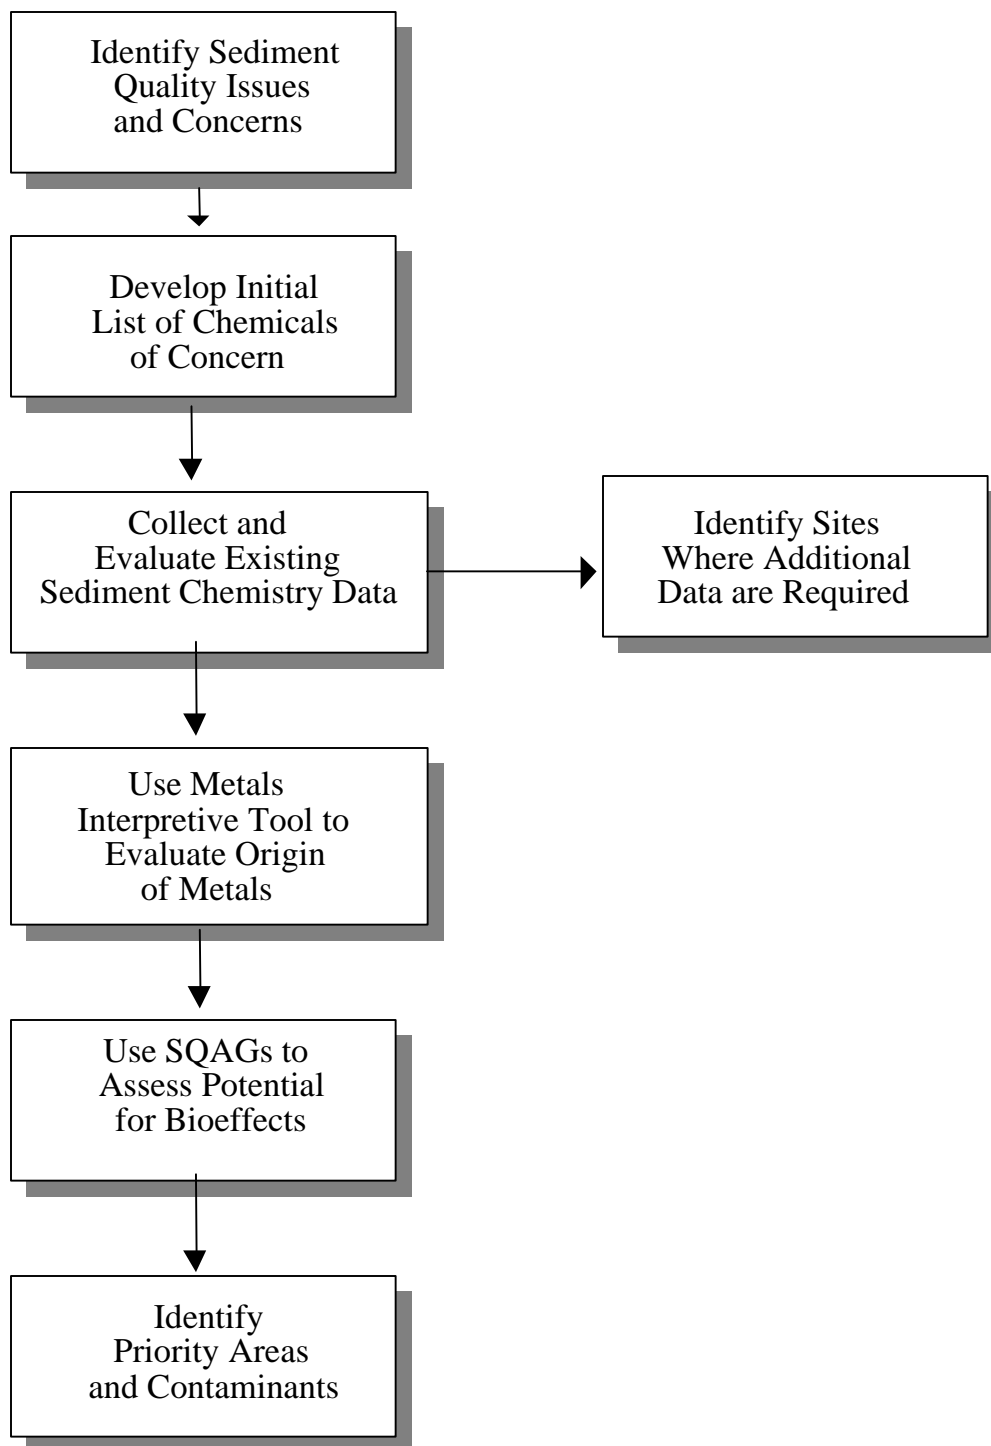 Identify Sediment
Quality Issues
and Concerns
Develop Initial
List of Chemicals
of Concern
Collect and
Evaluate Existing
Sediment Chemistry Data
Identify Sites
Where Additional
Data are Required
Use Metals
Interpretive Tool to
Evaluate Origin
of Metals
Use SQAGs to
Assess Potential
for Bioeffects
Identify
Priority Areas
and Contaminants